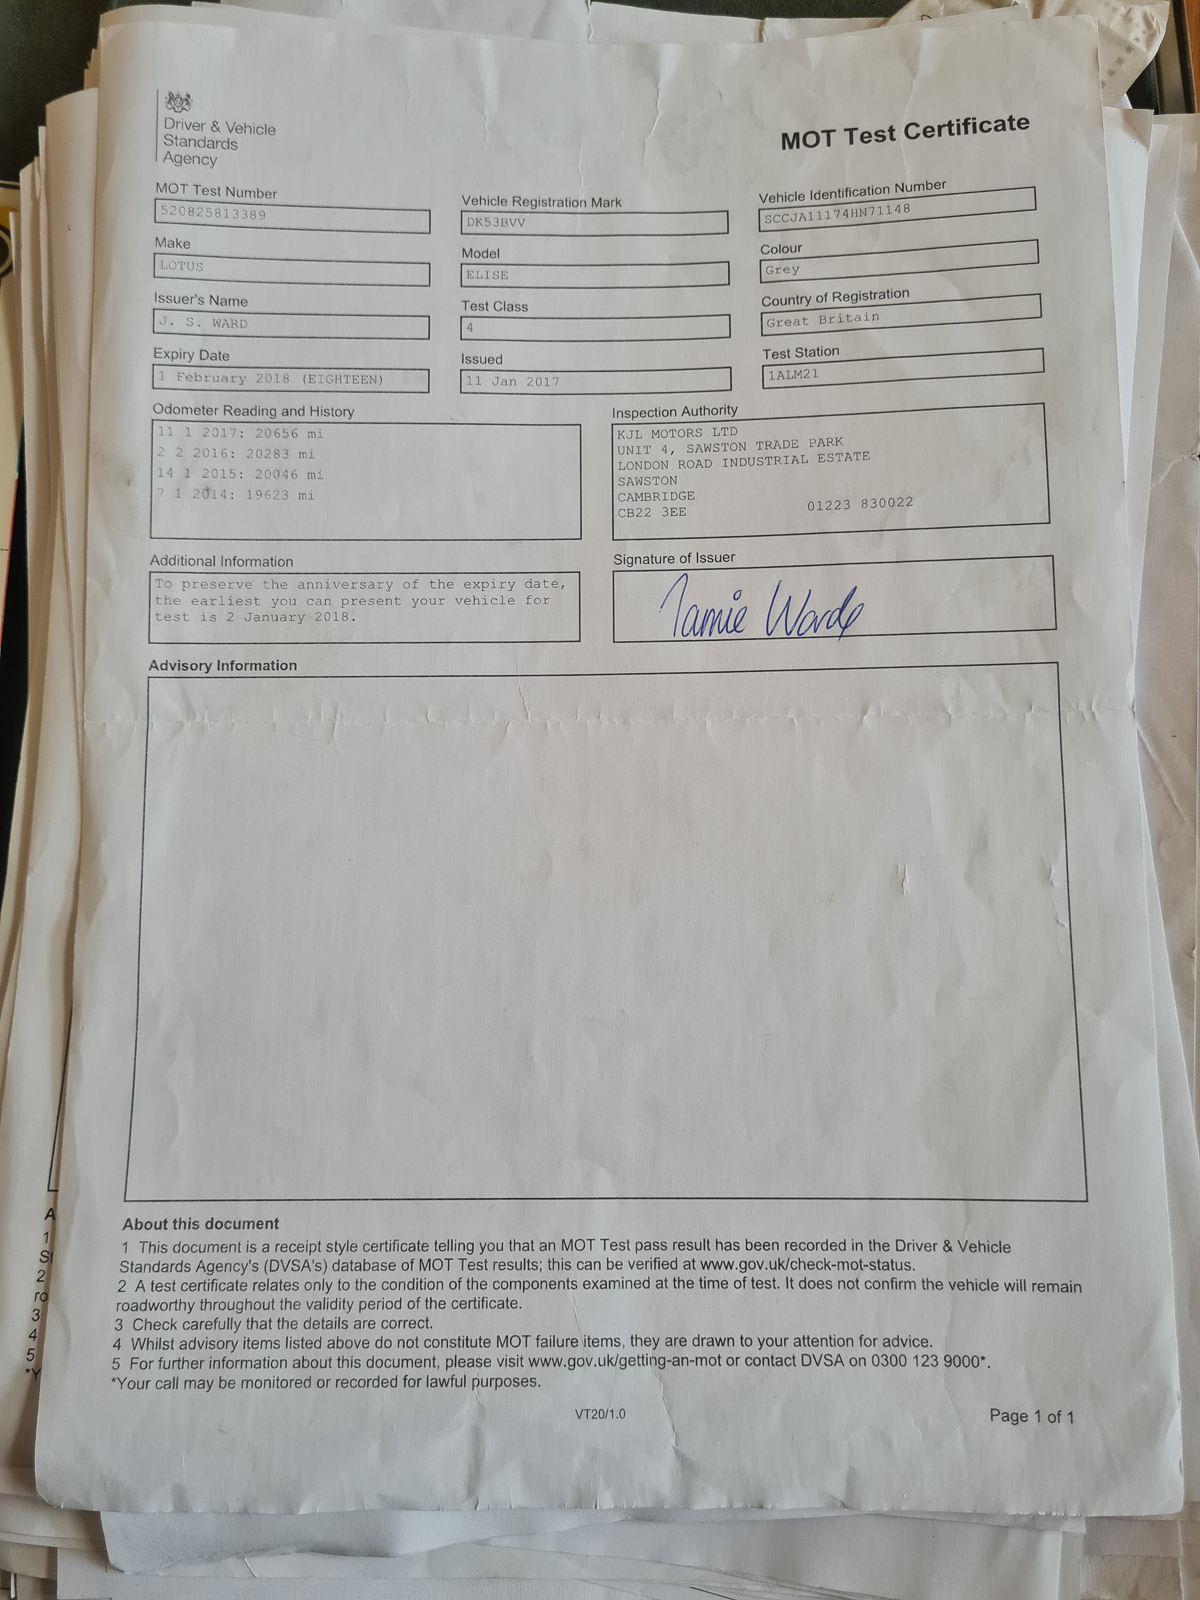 Driver & Vehicle
Standards
Agency
MOT Test Certificate
MOT Test Number
520825813389
Vehicle Registration Mark
DK53BVV
Vehicle Identification Number
SCCJA11174HN71148
Make
LOTUS
Model
ELISE
Colour
Grey
Issuer's Name
J. S. WARD
Test Class
4
Country of Registration
Great Britain
Expiry Date
1 February 2018 (EIGHTEEN)
Issued
11 Jan 2017
Test Station
1ALM21
Odometer Reading and History
11 1 2017: 20656 mi
2 2 2016: 20283 mi
14 1 2015: 20046 mi
7 1 2014: 19623 mi
Inspection Authority
KJL MOTORS LTD
UNIT 4, SAWSTON TRADE PARK
LONDON ROAD INDUSTRIAL ESTATE
SAWSTON
CAMBRIDGE
CB22 3EE 01223 830022
Additional Information
To preserve the anniversary of the expiry date,
the earliest you can present your vehicle for
test is 2 January 2018.
Signature of Issuer
Jamie Ward
Advisory Information
About this document
1 This document is a receipt style certificate telling you that an MOT Test pass result has been recorded in the Driver & Vehicle
Standards Agency's (DVSA's) database of MOT Test results; this can be verified at www.gov.uk/check-mot-status.
2 A test certificate relates only to the condition of the components examined at the time of test. It does not confirm the vehicle will remain
roadworthy throughout the validity period of the certificate.
3 Check carefully that the details are correct.
4 Whilst advisory items listed above do not constitute MOT failure items, they are drawn to your attention for advice.
5 For further information about this document, please visit www.gov.uk/getting-an-mot or contact DVSA on 0300 123 9000*.
*Your call may be monitored or recorded for lawful purposes.
VT20/1.0
Page 1 of 1